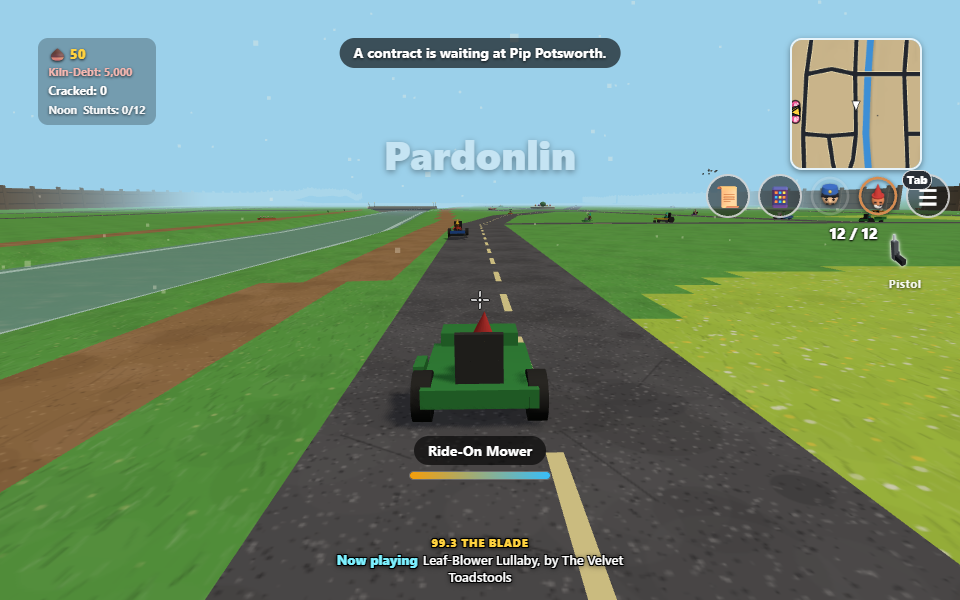 50
Kiln-Debt: 5,000
Cracked: 0
Noon Stunts: 0/12
A contract is waiting at Pip Potsworth.
Pardonlin
Tab
12 / 12
Pistol
Ride-On Mower
99.3 THE BLADE
Now playing Leaf-Blower Lullaby, by The Velvet
Toadstools